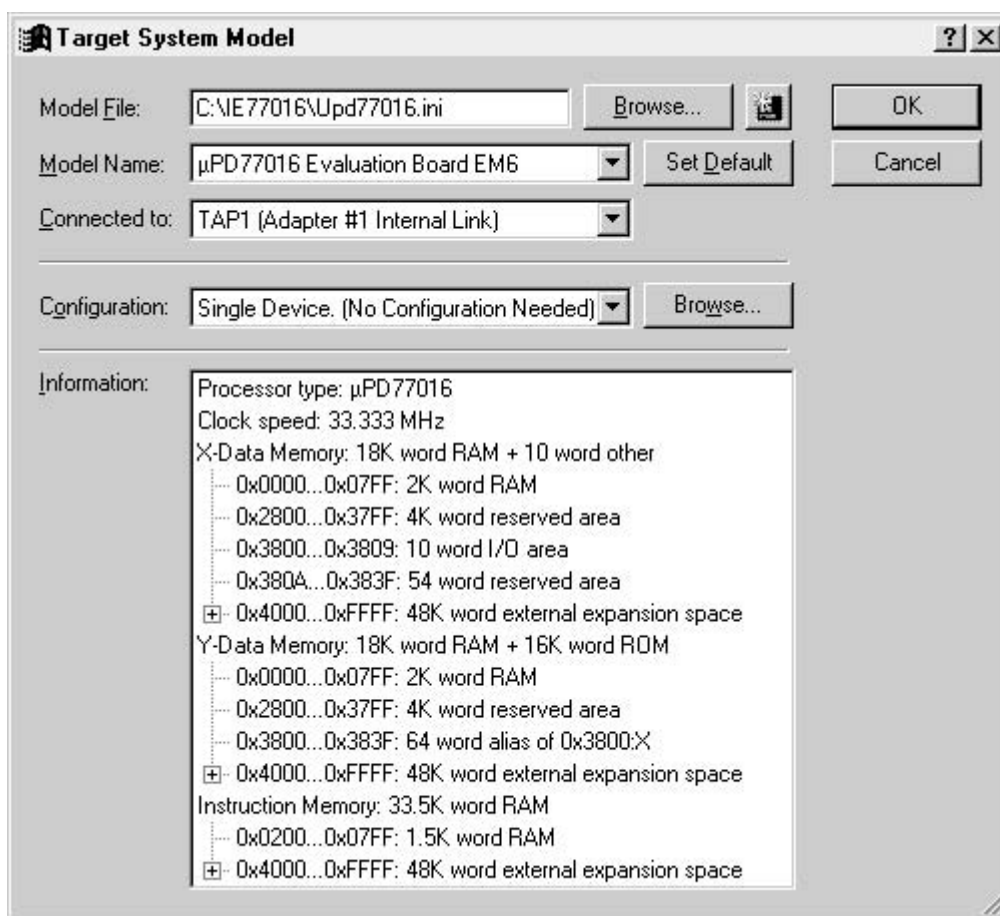 Target System Model
Model File: C:\IE77016\Upd77016.ini Browse... OK
Model Name: µPD77016 Evaluation Board EM6 Set Default Cancel
Connected to: TAP1 (Adapter #1 Internal Link)
Configuration: Single Device. (No Configuration Needed) Browse...
Information:
Processor type: µPD77016
Clock speed: 33.333 MHz
X-Data Memory: 18K word RAM + 10 word other
0x0000...0x07FF: 2K word RAM
0x2800...0x37FF: 4K word reserved area
0x3800...0x3809: 10 word I/O area
0x380A...0x383F: 54 word reserved area
0x4000...0xFFFF: 48K word external expansion space
Y-Data Memory: 18K word RAM + 16K word ROM
0x0000...0x07FF: 2K word RAM
0x2800...0x37FF: 4K word reserved area
0x3800...0x383F: 64 word alias of 0x3800:X
0x4000...0xFFFF: 48K word external expansion space
Instruction Memory: 33.5K word RAM
0x0200...0x07FF: 1.5K word RAM
0x4000...0xFFFF: 48K word external expansion space